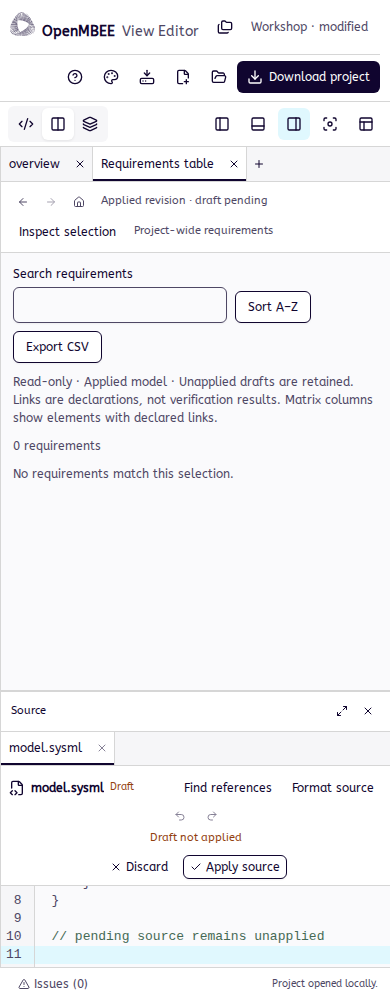 OpenMBEE View Editor Workshop · modified
Download project
overview Requirements table
Applied revision · draft pending
Inspect selection Project-wide requirements
Search requirements
Sort A–Z
Export CSV
Read-only · Applied model · Unapplied drafts are retained.
Links are declarations, not verification results. Matrix columns
show elements with declared links.
0 requirements
No requirements match this selection.
Source
model.sysml
model.sysml Draft Find references Format source
Draft not applied
Discard Apply source
8 }
9
10 // pending source remains unapplied
11
Issues (0) Project opened locally.